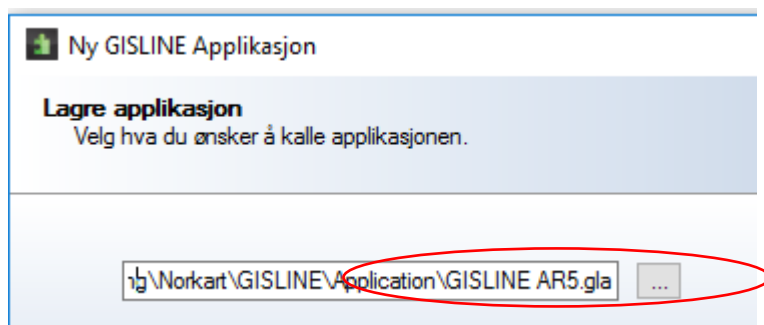 Ny GISLINE Applikasjon
Lagre applikasjon
Velg hva du ønsker å kalle applikasjonen.
\Norkart\GISLINE\Application\GISLINE AR5.gla ...